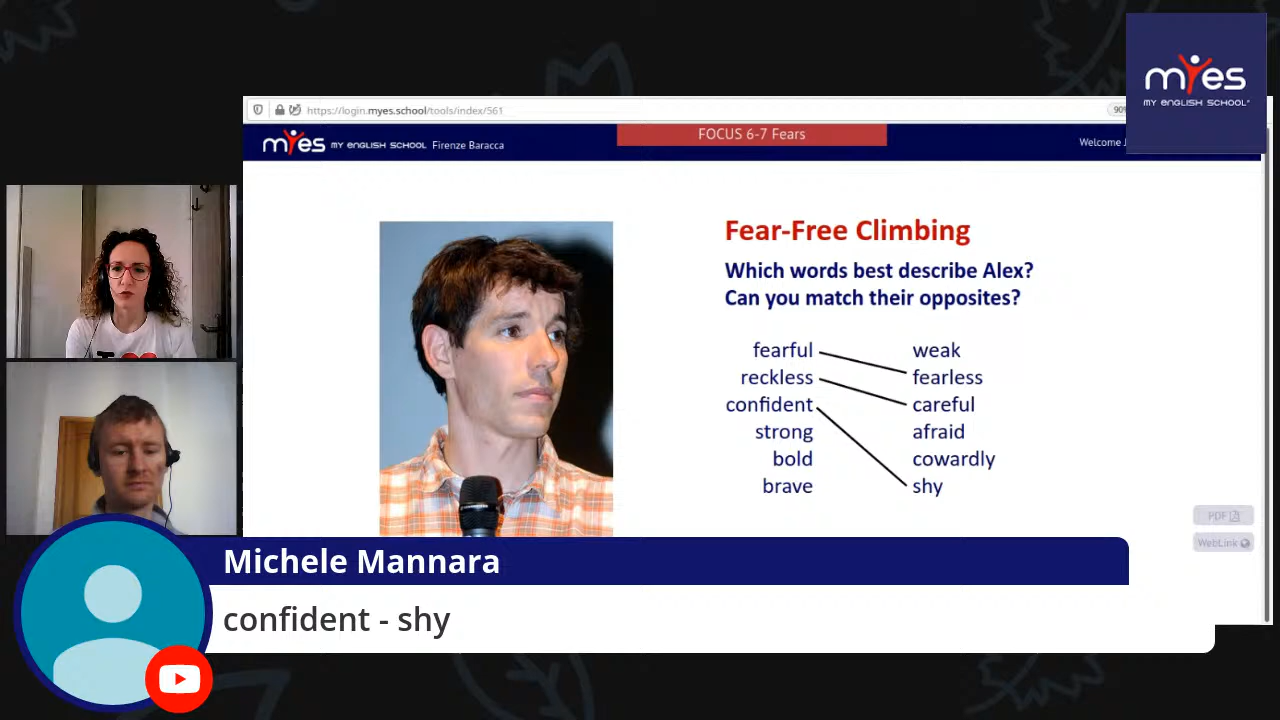 myes
MY ENGLISH SCHOOL®
https://login.myes.school/tools/index/561
90%
myes MY ENGLISH SCHOOL Firenze Baracca
FOCUS 6-7 Fears
Welcome J
Fear-Free Climbing
Which words best describe Alex?
Can you match their opposites?
fearful weak
reckless fearless
confident careful
strong afraid
bold cowardly
brave shy
PDF
WebLink
Michele Mannara
confident - shy